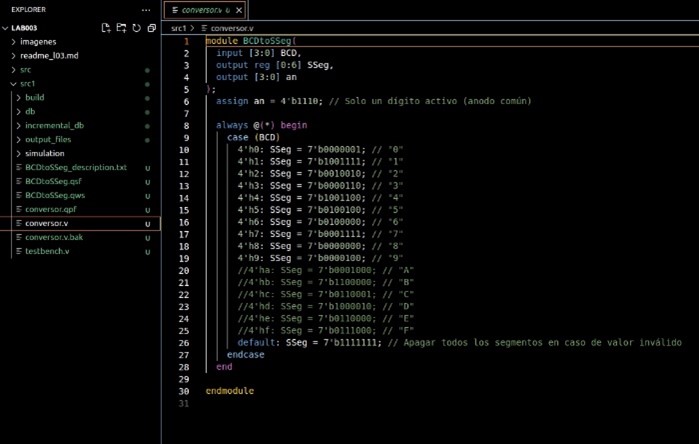 EXPLORER
LAB003
imagenes
readme_l03.md
src
src1
build
db
incremental_db
output_files
simulation
BCDtoSSeg_description.txt U
BCDtoSSeg.qsf U
BCDtoSSeg.qws U
conversor.qpf U
conversor.v U
conversor.v.bak U
testbench.v U
conversor.v U ×
src1 > conversor.v
1 module BCDtoSSeg(
2 input [3:0] BCD,
3 output reg [0:6] SSeg,
4 output [3:0] an
5 );
6 assign an = 4'b1110; // Solo un dígito activo (anodo común)
7
8 always @(*) begin
9 case (BCD)
10 4'h0: SSeg = 7'b0000001; // "0"
11 4'h1: SSeg = 7'b1001111; // "1"
12 4'h2: SSeg = 7'b0010010; // "2"
13 4'h3: SSeg = 7'b0000110; // "3"
14 4'h4: SSeg = 7'b1001100; // "4"
15 4'h5: SSeg = 7'b0100100; // "5"
16 4'h6: SSeg = 7'b0100000; // "6"
17 4'h7: SSeg = 7'b0001111; // "7"
18 4'h8: SSeg = 7'b0000000; // "8"
19 4'h9: SSeg = 7'b0000100; // "9"
20 //4'ha: SSeg = 7'b0001000; // "A"
21 //4'hb: SSeg = 7'b1100000; // "B"
22 //4'hc: SSeg = 7'b0110001; // "C"
23 //4'hd: SSeg = 7'b1000010; // "D"
24 //4'he: SSeg = 7'b0110000; // "E"
25 //4'hf: SSeg = 7'b0111000; // "F"
26 default: SSeg = 7'b1111111; // Apagar todos los segmentos en caso de valor inválido
27 endcase
28 end
29
30 endmodule
31